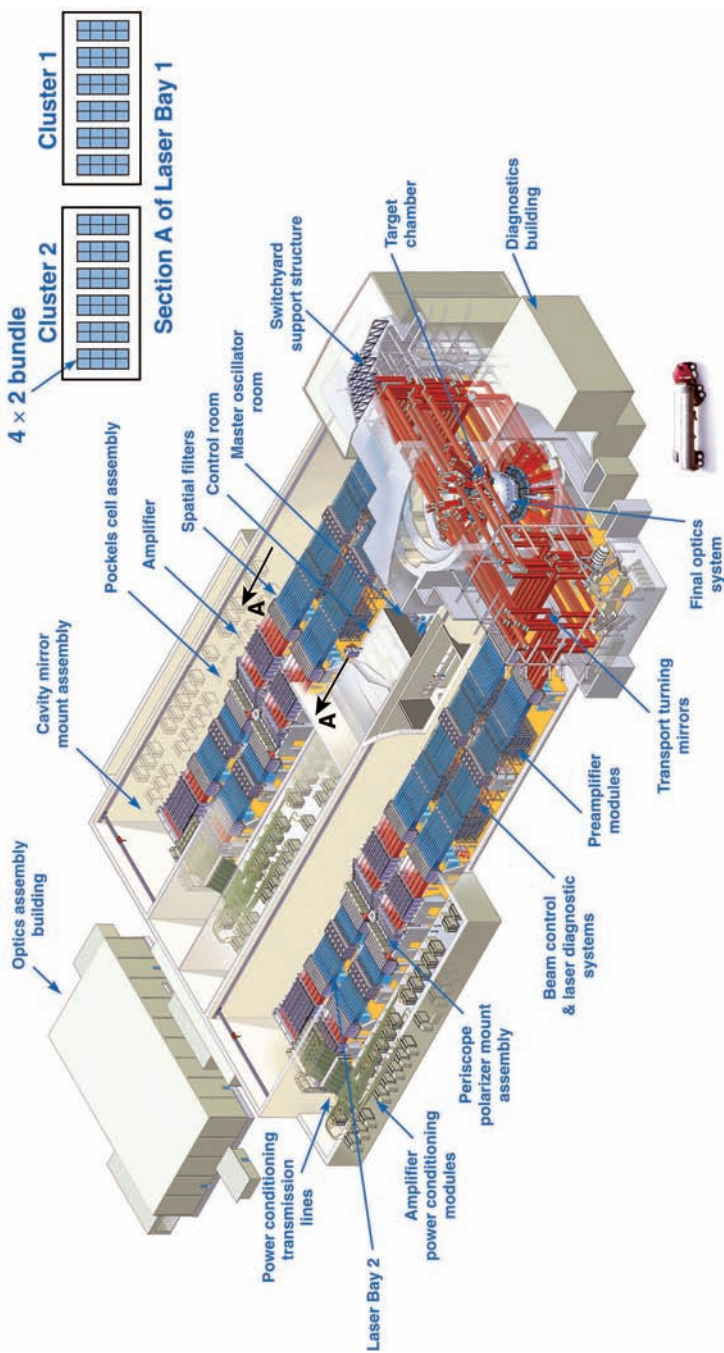 4 × 2 bundle
Cluster 2
Cluster 1
Section A of Laser Bay 1
Optics assembly
building
Cavity mirror
mount assembly
Pockels cell assembly
Amplifier
Spatial filters
Control room
Master oscillator
room
Switchyard
support structure
Target
chamber
Diagnostics
building
A
A
Power conditioning
transmission
lines
Laser Bay 2
Amplifier
power conditioning
modules
Periscope
polarizer mount
assembly
Beam control
& laser diagnostic
systems
Preamplifier
modules
Transport turning
mirrors
Final optics
system